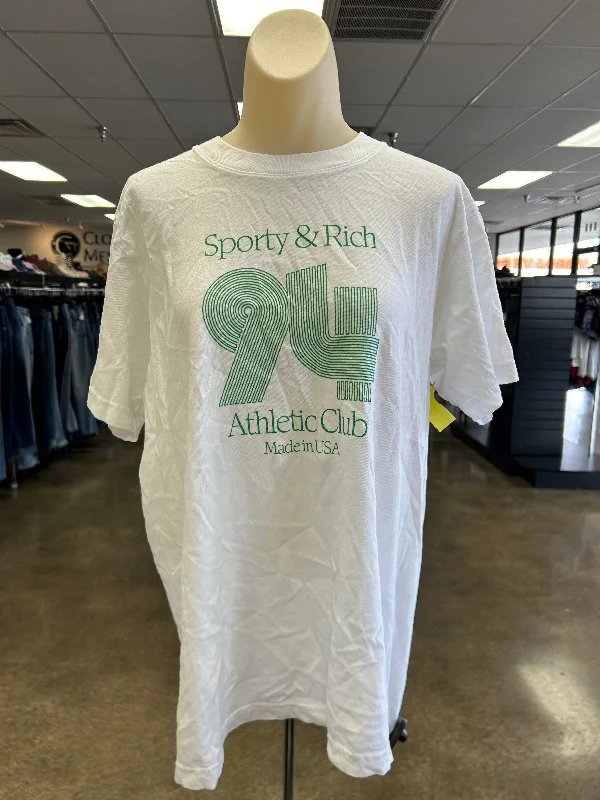 Sporty & Rich
94
Athletic Club
Made in USA